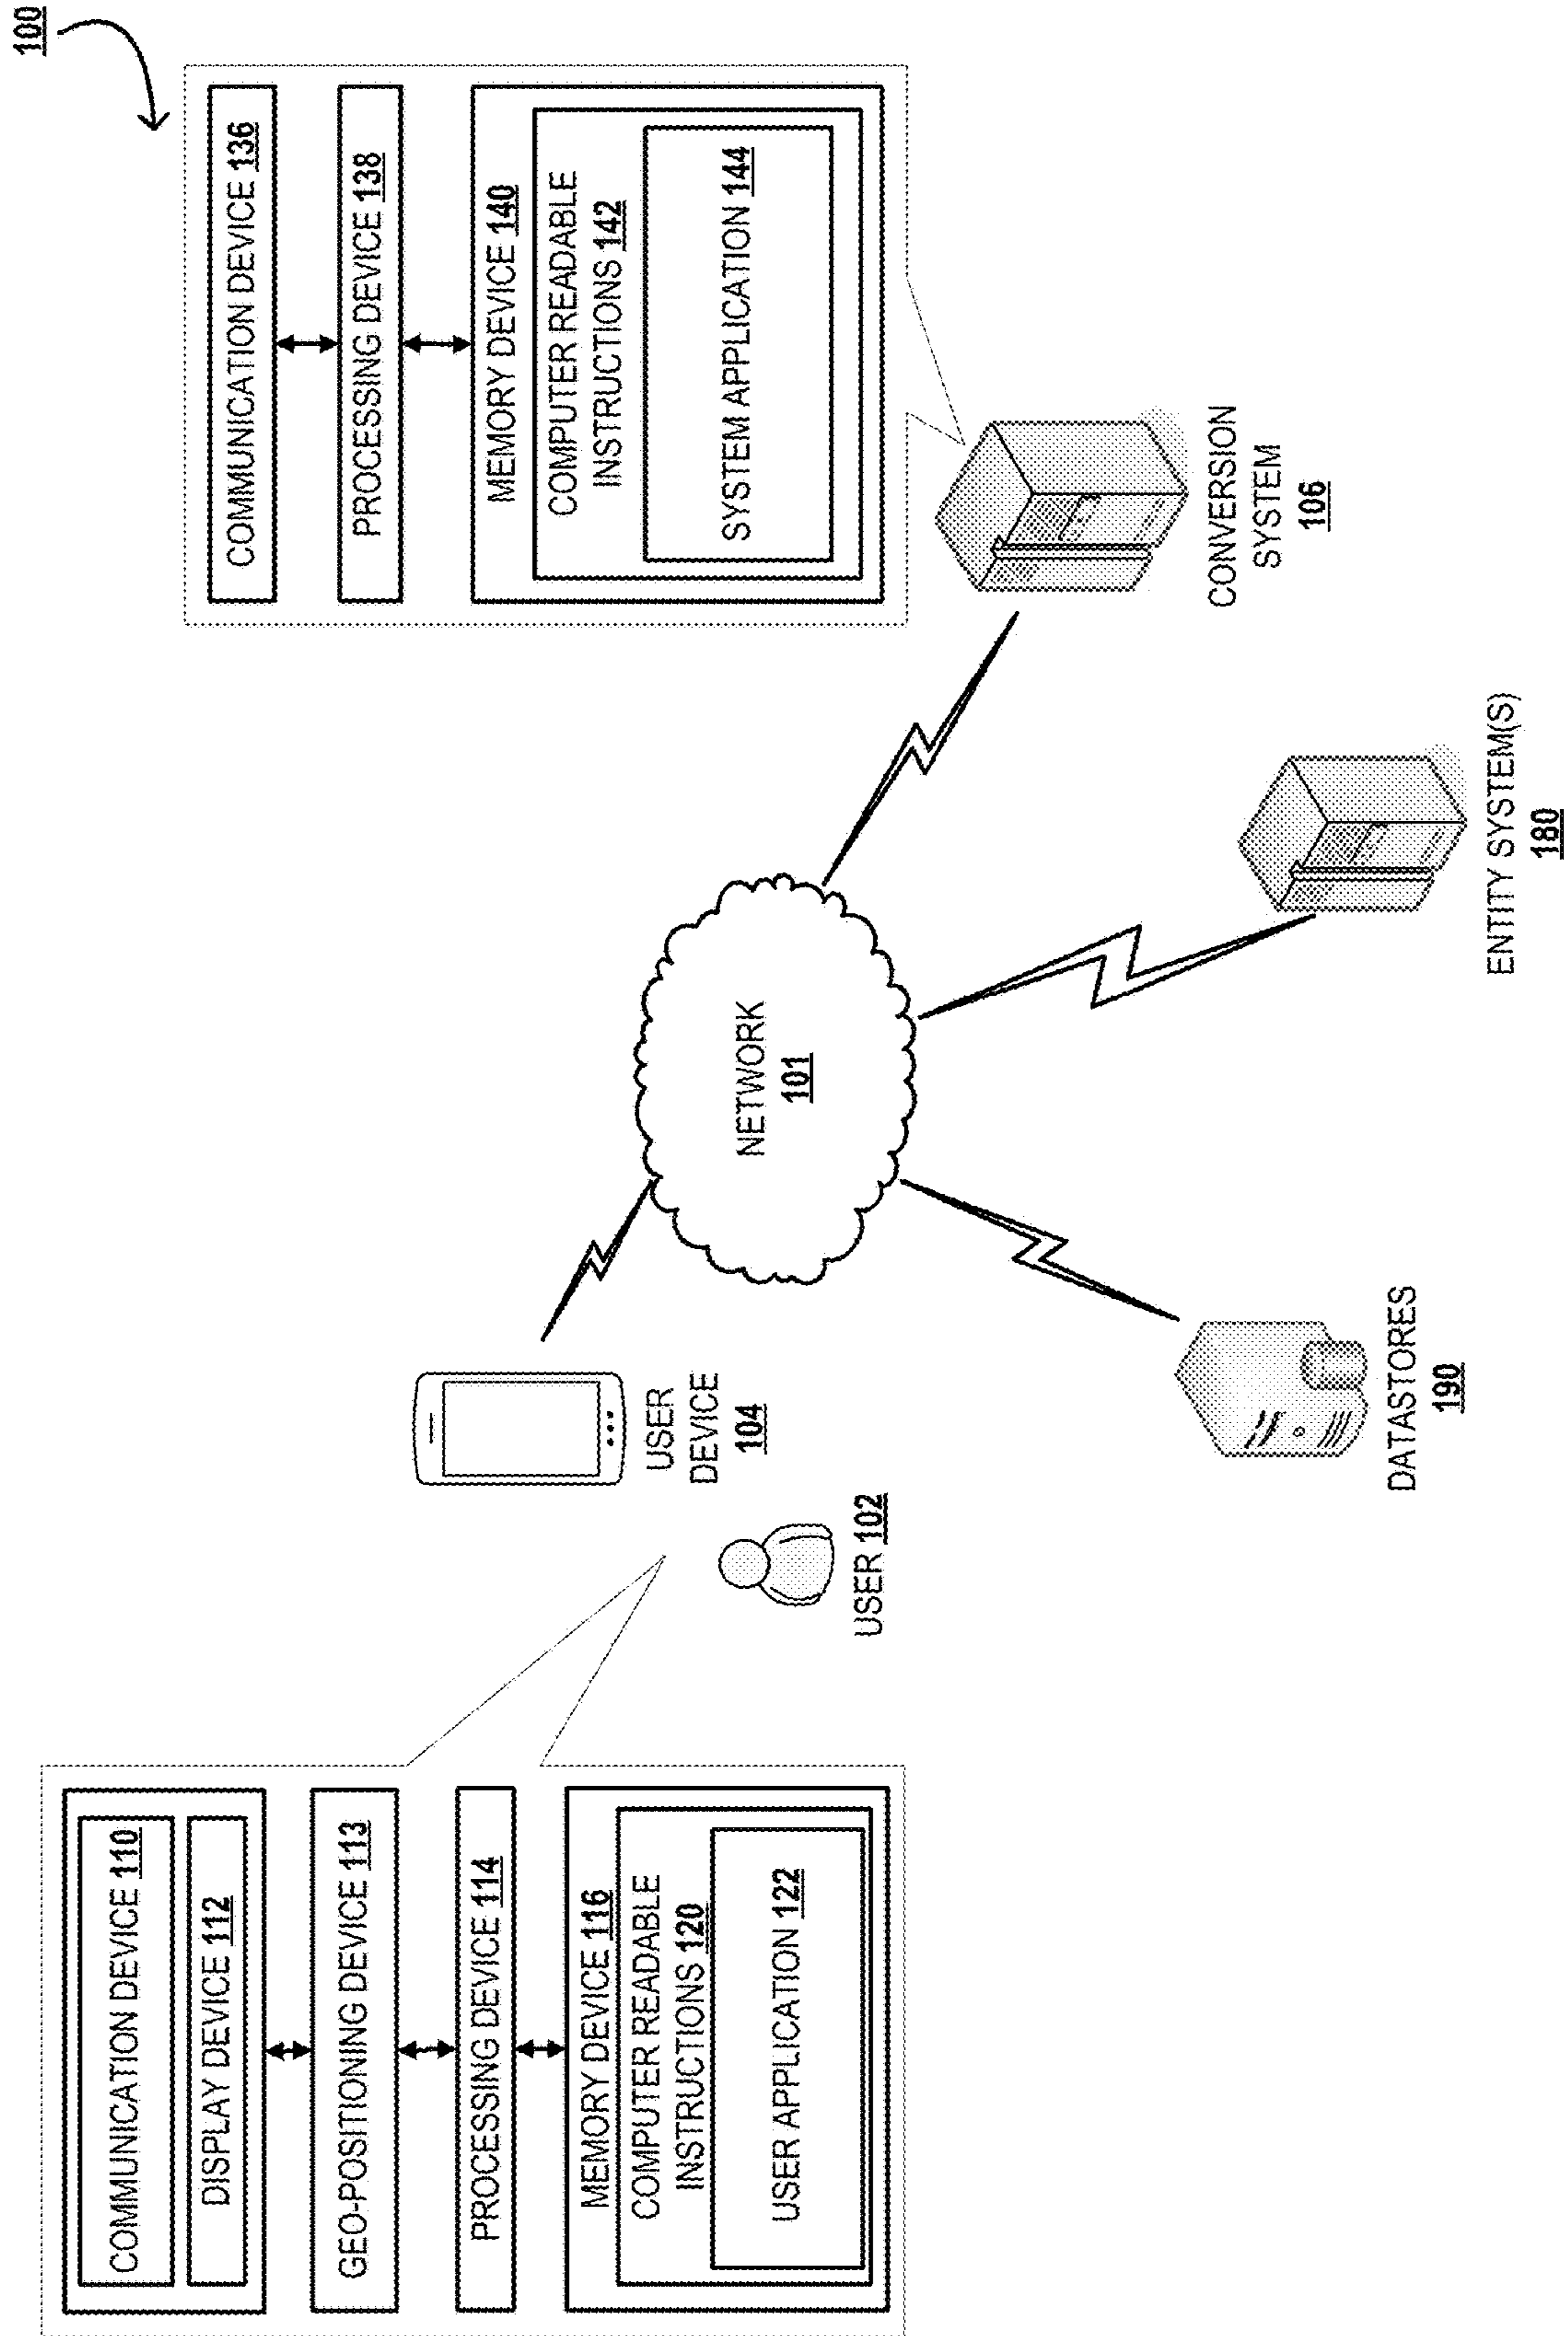 100
COMMUNICATION DEVICE 110
DISPLAY DEVICE 112
GEO-POSITIONING DEVICE 113
PROCESSING DEVICE 114
MEMORY DEVICE 116
COMPUTER READABLE
INSTRUCTIONS 120
USER APPLICATION 122
USER
DEVICE
104
USER 102
NETWORK
101
COMMUNICATION DEVICE 136
PROCESSING DEVICE 138
MEMORY DEVICE 140
COMPUTER READABLE
INSTRUCTIONS 142
SYSTEM APPLICATION 144
CONVERSION
SYSTEM
106
DATASTORES
190
ENTITY SYSTEM(S)
180